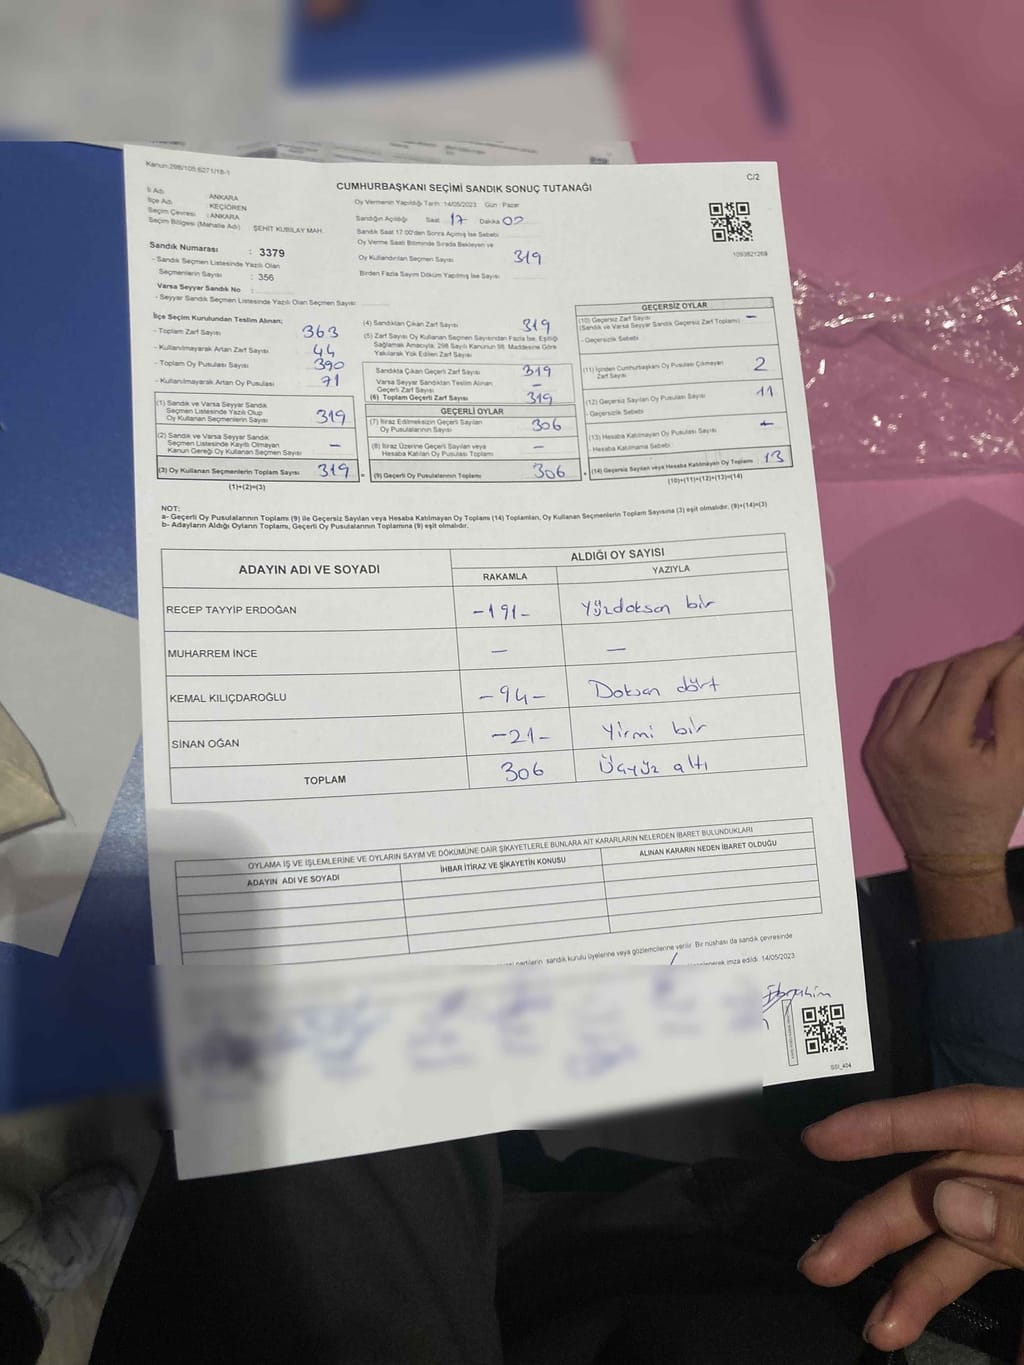 Kanun:298/105,6271/18-1
C/2
CUMHURBAŞKANI SEÇİMİ SANDIK SONUÇ TUTANAĞI
İl Adı : ANKARA
İlçe Adı : KEÇİÖREN
Seçim Çevresi : ANKARA
Seçim Bölgesi (Mahalle Adı) ŞEHİT KUBİLAY MAH.
Sandık Numarası : 3379
- Sandık Seçmen Listesinde Yazılı Olan
Seçmenlerin Sayısı : 356
Varsa Seyyar Sandık No :
- Seyyar Sandık Seçmen Listesinde Yazılı Olan Seçmen Sayısı:
Oy Vermenin Yapıldığı Tarih :14/05/2023 Gün Pazar
Sandığın Açıldığı Saat 17 Dakika 00
Sandık Saat 17:00'den Sonra Açılmış İse Sebebi
Oy Verme Saati Bitiminde Sırada Bekleyen ve
Oy Kullandırılan Seçmen Sayısı 319
Birden Fazla Sayım Döküm Yapılmış İse Sayısı
1093821269
İlçe Seçim Kurulundan Teslim Alınan;
- Toplam Zarf Sayısı 363
- Kullanılmayarak Artan Zarf Sayısı 44
- Toplam Oy Pusulası Sayısı 390
- Kullanılmayarak Artan Oy Pusulası 71
(1) Sandık ve Varsa Seyyar Sandık
Seçmen Listesinde Yazılı Olup
Oy Kullanan Seçmenlerin Sayısı 319
(2) Sandık ve Varsa Seyyar Sandık
Seçmen Listesinde Kayıtlı Olmayan
Kanun Gereği Oy Kullanan Seçmen Sayısı –
(3) Oy Kullanan Seçmenlerin Toplam Sayısı 319
(1)+(2)=(3)
(4) Sandıktan Çıkan Zarf Sayısı 319
(5) Zarf Sayısı Oy Kullanan Seçmen Sayısından Fazla İse, Eşitliği
Sağlamak Amacıyla; 298 Sayılı Kanunun 98. Maddesine Göre
Yakılarak Yok Edilen Zarf Sayısı
Sandıkta Çıkan Geçerli Zarf Sayısı 319
Varsa Seyyar Sandıktan Teslim Alınan
Geçerli Zarf Sayısı –
(6) Toplam Geçerli Zarf Sayısı 319
GEÇERLİ OYLAR
(7) İtiraz Edilmeksizin Geçerli Sayılan
Oy Pusulalarının Sayısı 306
(8) İtiraz Üzerine Geçerli Sayılan veya
Hesaba Katılan Oy Pusulası Toplamı –
(9) Geçerli Oy Pusulalarının Toplamı 306
GEÇERSİZ OYLAR
(10) Geçersiz Zarf Sayısı
(Sandık ve Varsa Seyyar Sandık Geçersiz Zarf Toplamı) –
- Geçersizlik Sebebi
(11) İçinden Cumhurbaşkanı Oy Pusulası Çıkmayan
Zarf Sayısı 2
(12) Geçersiz Sayılan Oy Pusulası Sayısı 11
- Geçersizlik Sebebi
(13) Hesaba Katılmayan Oy Pusulası Sayısı –
- Hesaba Katılmama Sebebi
(14) Geçersiz Sayılan veya Hesaba Katılmayan Oy Toplamı 13
(10)+(11)+(12)+(13)=(14)
NOT:
a- Geçerli Oy Pusulalarının Toplamı (9) ile Geçersiz Sayılan veya Hesaba Katılmayan Oy Toplamı (14) Toplamları, Oy Kullanan Seçmenlerin Toplam Sayısına (3) eşit olmalıdır. (9)+(14)=(3)
b- Adayların Aldığı Oyların Toplamı, Geçerli Oy Pusulalarının Toplamına (9) eşit olmalıdır.
ADAYIN ADI VE SOYADI ALDIĞI OY SAYISI
RAKAMLA YAZIYLA
RECEP TAYYİP ERDOĞAN -191- Yüzdoksan bir
MUHARREM İNCE – –
KEMAL KILIÇDAROĞLU -94- Doksan dört
SİNAN OĞAN -21- Yirmi bir
TOPLAM 306 Üçyüz altı
OYLAMA İŞ VE İŞLEMLERİNE VE OYLARIN SAYIM VE DÖKÜMÜNE DAİR ŞİKAYETLERLE BUNLARA AİT KARARLARIN NELERDEN İBARET BULUNDUKLARI
ADAYIN ADI VE SOYADI İHBAR İTİRAZ VE ŞİKAYETİN KONUSU ALINAN KARARIN NEDEN İBARET OLDUĞU
partilerin sandık kurulu üyelerine veya gözlemcilerine verilir. Bir nüshası da sandık çevresinde
imza edildi. 14/05/2023
İbrahim
SSI_404